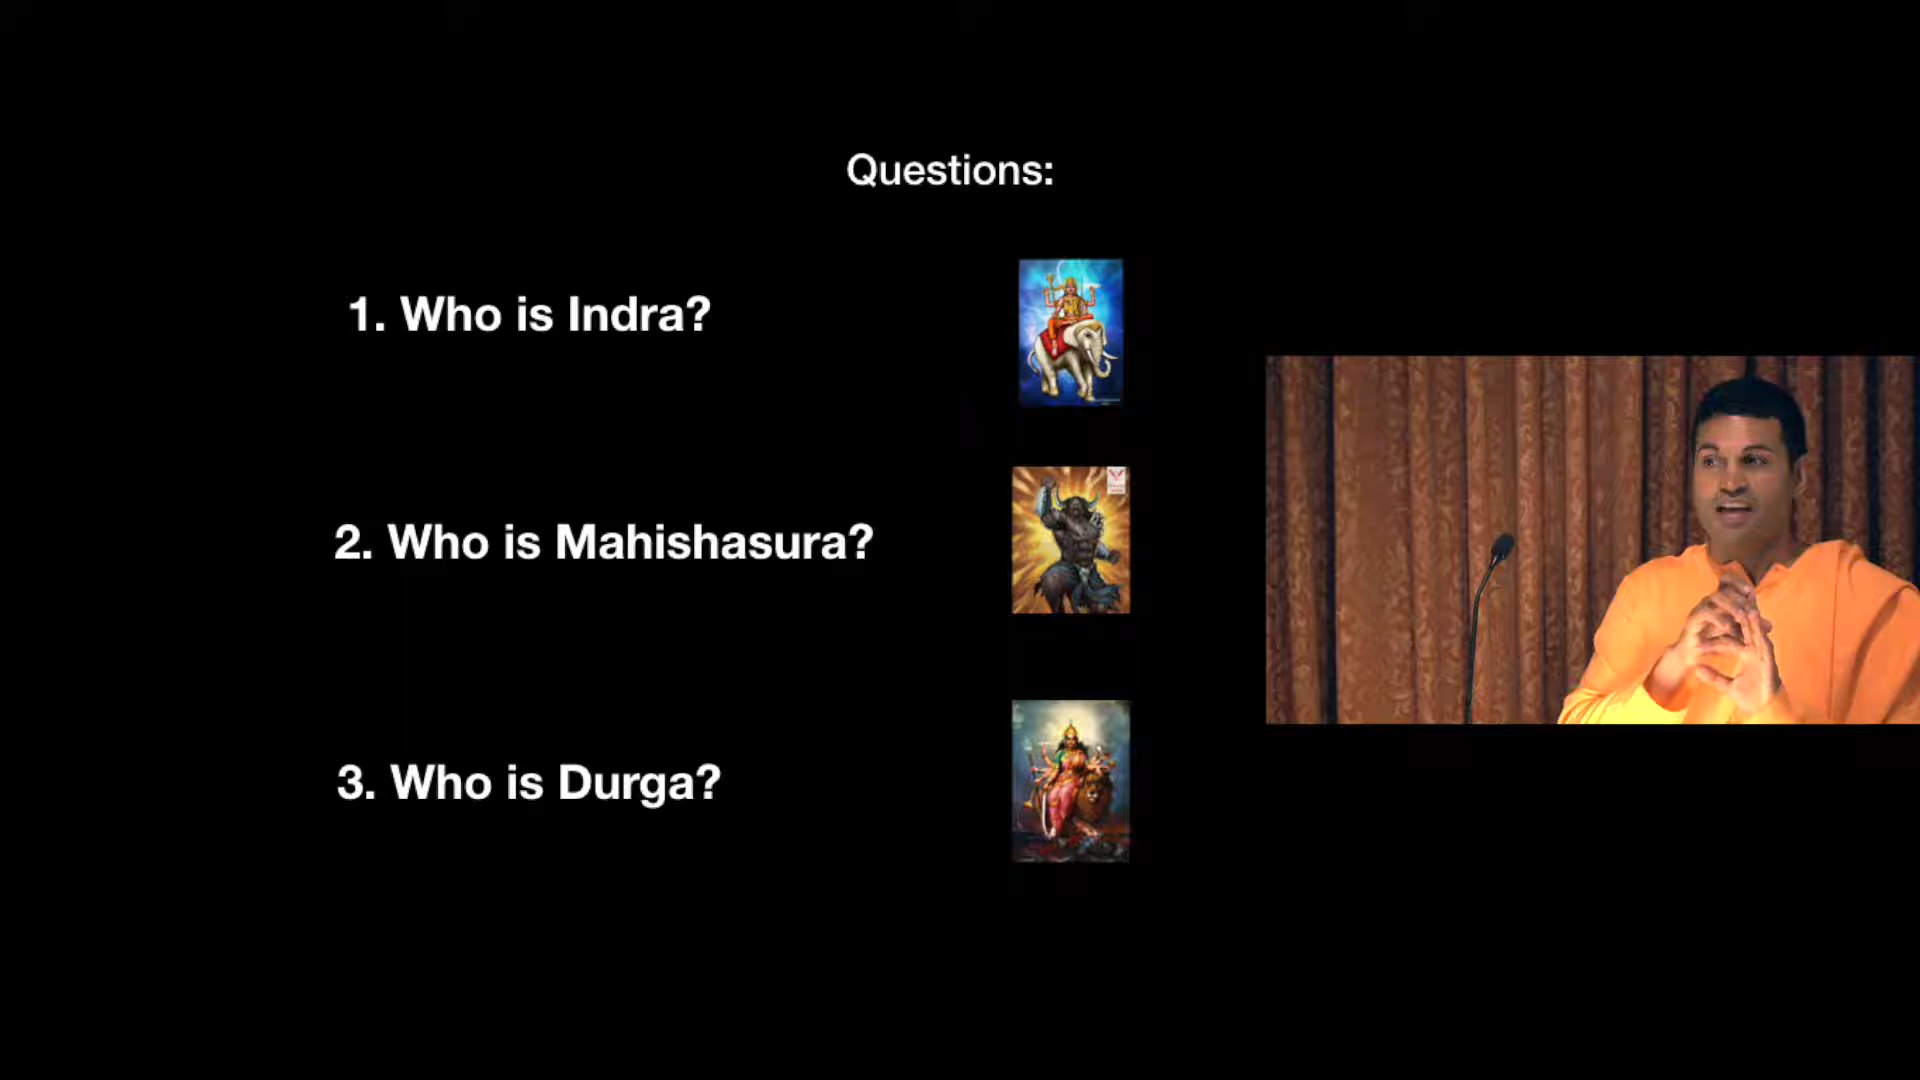 Questions:
1. Who is Indra?
2. Who is Mahishasura?
3. Who is Durga?